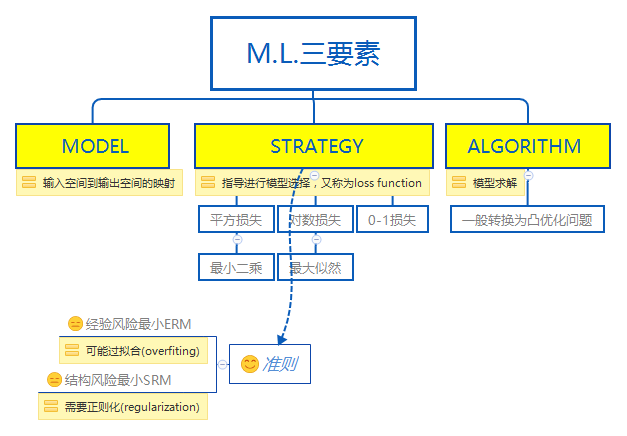 M.L.三要素
MODEL
STRATEGY
ALGORITHM
输入空间到输出空间的映射
指导进行模型选择，又称为loss function
模型求解
平方损失
对数损失
0-1损失
一般转换为凸优化问题
最小二乘
最大似然
经验风险最小ERM
可能过拟合(overfiting)
准则
结构风险最小SRM
需要正则化(regularization)